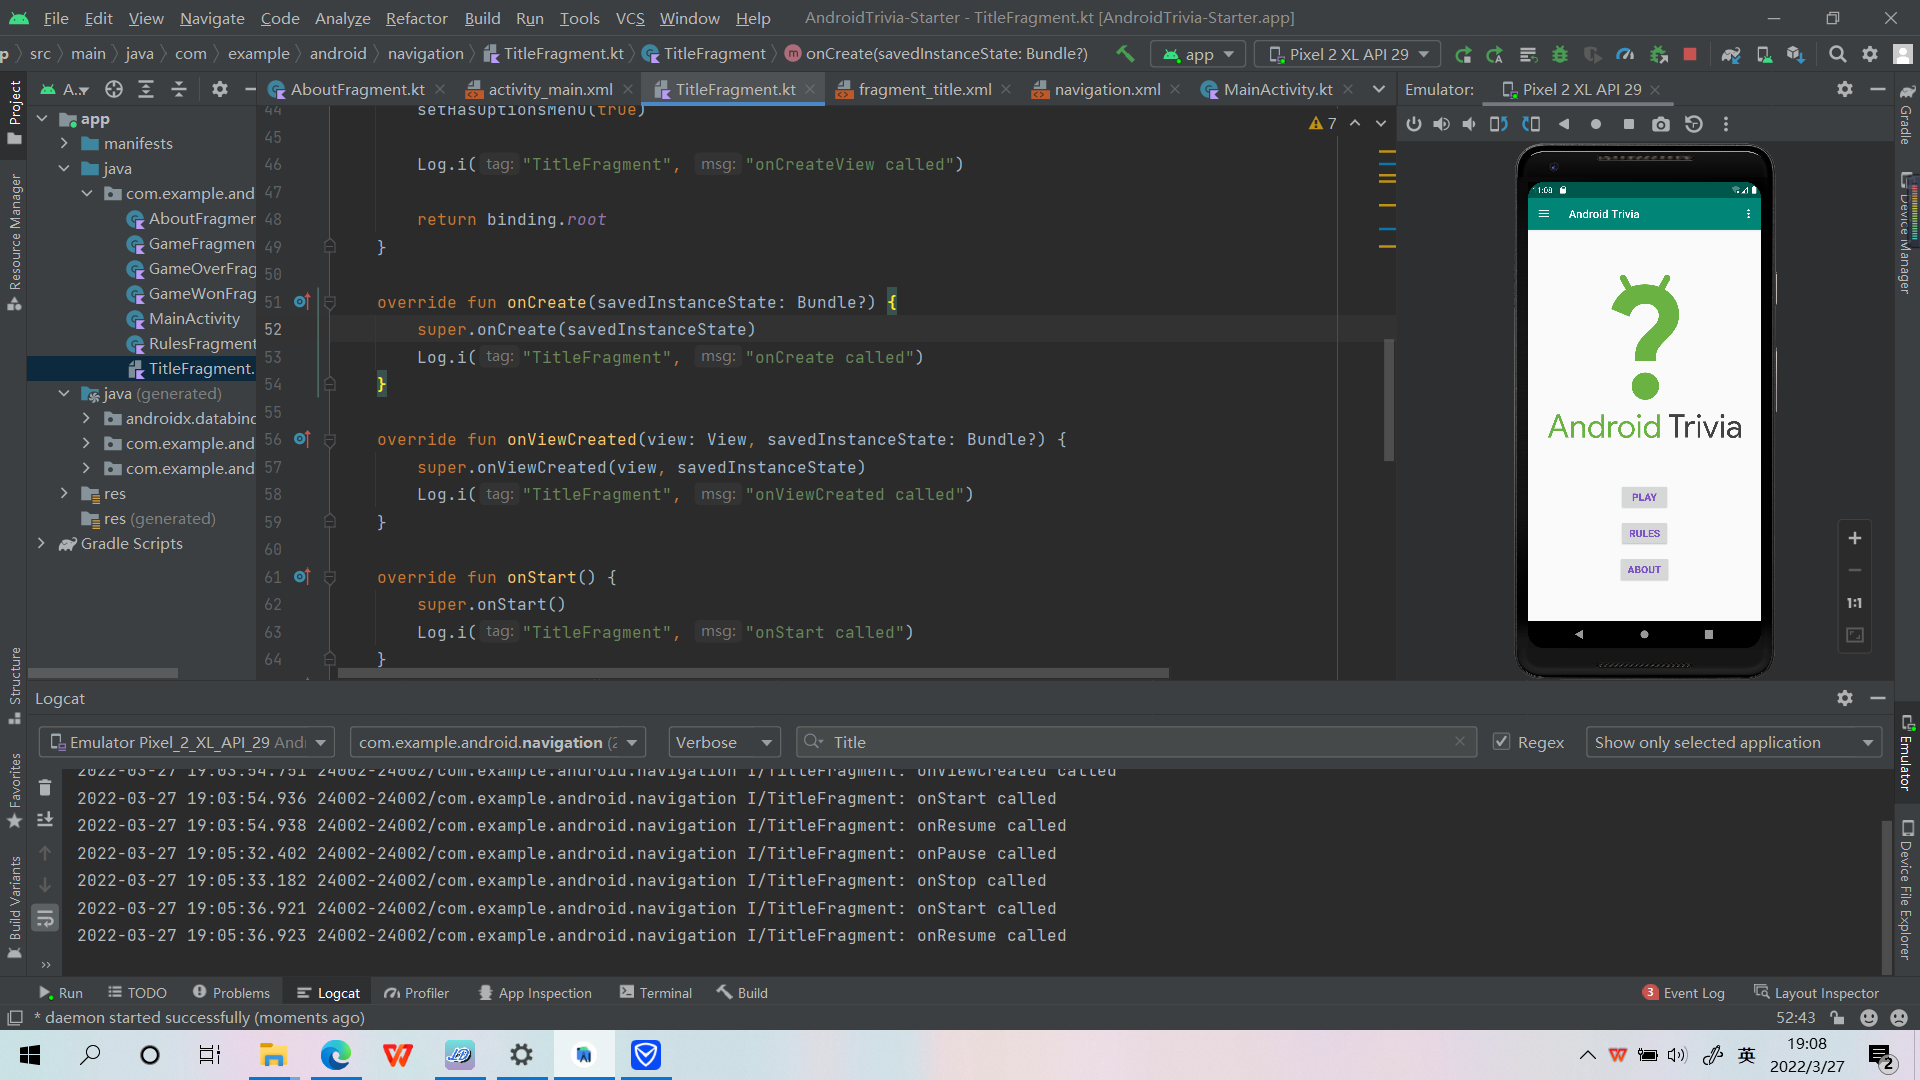 File Edit View Navigate Code Analyze Refactor Build Run Tools VCS Window Help AndroidTrivia-Starter - TitleFragment.kt [AndroidTrivia-Starter.app]
p src main java com example android navigation TitleFragment.kt TitleFragment onCreate(savedInstanceState: Bundle?) app Pixel 2 XL API 29
A... AboutFragment.kt activity_main.xml TitleFragment.kt fragment_title.xml navigation.xml MainActivity.kt Emulator: Pixel 2 XL API 29
Project
Resource Manager
Structure
Favorites
Build Variants
app
manifests
java
com.example.and
AboutFragmen
GameFragment
GameOverFrag
GameWonFrag
MainActivity
RulesFragment
TitleFragment.
java (generated)
androidx.databind
com.example.and
com.example.and
res
res (generated)
Gradle Scripts
7
44 setHasOptionsMenu(true)
45
46 Log.i( tag: "TitleFragment", msg: "onCreateView called")
47
48 return binding.root
49 }
50
51 override fun onCreate(savedInstanceState: Bundle?) {
52 super.onCreate(savedInstanceState)
53 Log.i( tag: "TitleFragment", msg: "onCreate called")
54 }
55
56 override fun onViewCreated(view: View, savedInstanceState: Bundle?) {
57 super.onViewCreated(view, savedInstanceState)
58 Log.i( tag: "TitleFragment", msg: "onViewCreated called")
59 }
60
61 override fun onStart() {
62 super.onStart()
63 Log.i( tag: "TitleFragment", msg: "onStart called")
64 }
1:08
Android Trivia
Android Trivia
PLAY
RULES
ABOUT
1:1
Gradle
Device Manager
Emulator
Device File Explorer
Logcat
Emulator Pixel_2_XL_API_29 And com.example.android.navigation (2 Verbose Title Regex Show only selected application
2022-03-27 19:03:54.751 24002-24002/com.example.android.navigation I/TitleFragment: onViewCreated called
2022-03-27 19:03:54.936 24002-24002/com.example.android.navigation I/TitleFragment: onStart called
2022-03-27 19:03:54.938 24002-24002/com.example.android.navigation I/TitleFragment: onResume called
2022-03-27 19:05:32.402 24002-24002/com.example.android.navigation I/TitleFragment: onPause called
2022-03-27 19:05:33.182 24002-24002/com.example.android.navigation I/TitleFragment: onStop called
2022-03-27 19:05:36.921 24002-24002/com.example.android.navigation I/TitleFragment: onStart called
2022-03-27 19:05:36.923 24002-24002/com.example.android.navigation I/TitleFragment: onResume called
Run TODO Problems Logcat Profiler App Inspection Terminal Build 3 Event Log Layout Inspector
* daemon started successfully (moments ago) 52:43
英 19:08
2022/3/27 2